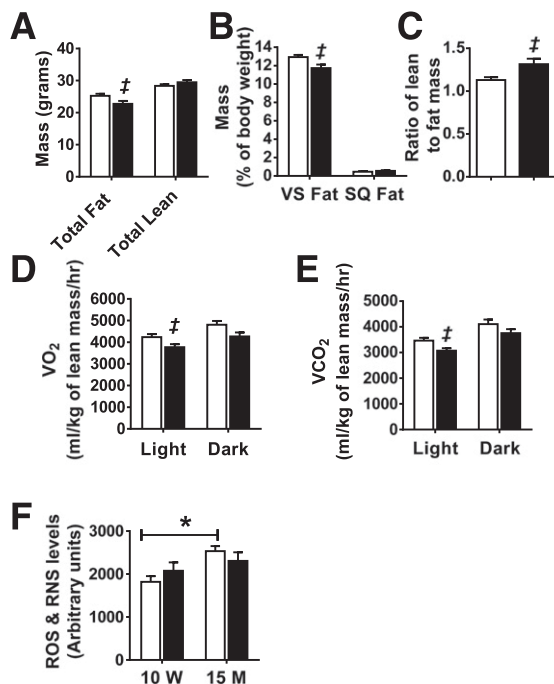 A
Mass (grams)
40
30
20
10
0
‡
Total Fat
Total Lean
B
Mass
(% of body weight)
14
12
10
8
6
4
2
0
‡
VS Fat SQ Fat
C
Ratio of lean
to fat mass
1.5
1.0
0.5
0.0
‡
D
VO2
(ml/kg of lean mass/hr)
6000
5000
4000
3000
2000
1000
0
‡
Light Dark
E
VCO2
(ml/kg of lean mass/hr)
5000
4000
3000
2000
1000
0
‡
Light Dark
F
ROS & RNS levels
(Arbitrary units)
3000
2000
1000
0
*
10 W 15 M